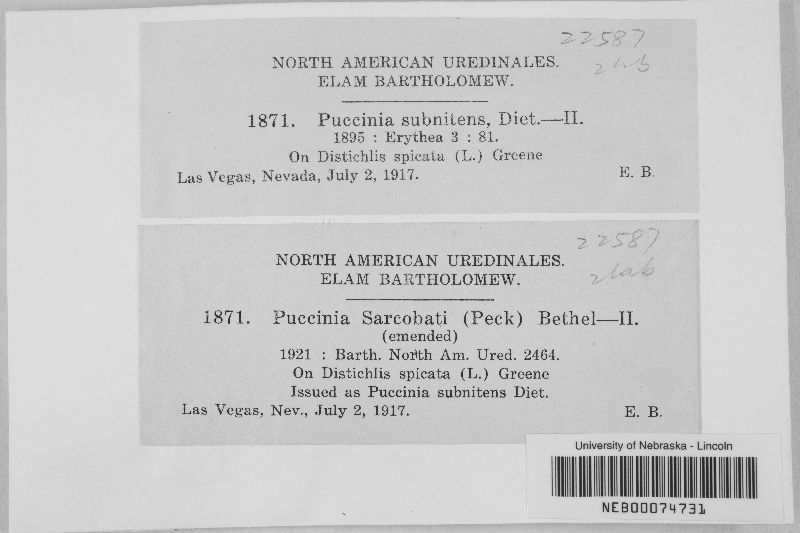 22587
2 lab
NORTH AMERICAN UREDINALES.
ELAM BARTHOLOMEW.
1871. Puccinia subnitens, Diet.—II.
1895 : Erythea 3 : 81.
On Distichlis spicata (L.) Greene
Las Vegas, Nevada, July 2, 1917. E. B.
22587
2 lab
NORTH AMERICAN UREDINALES.
ELAM BARTHOLOMEW.
1871. Puccinia Sarcobati (Peck) Bethel—II.
(emended)
1921 : Barth. North Am. Ured. 2464.
On Distichlis spicata (L.) Greene
Issued as Puccinia subnitens Diet.
Las Vegas, Nev., July 2, 1917. E. B.
University of Nebraska - Lincoln
NEB00074731